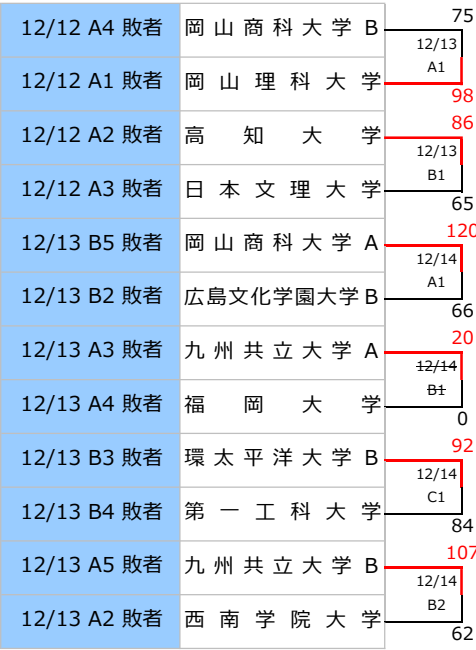 12/12 A4 敗者 岡山商科大学 B 75
12/13
A1
12/12 A1 敗者 岡山理科大学 98
12/12 A2 敗者 高知大学 86
12/13
B1
12/12 A3 敗者 日本文理大学 65
12/13 B5 敗者 岡山商科大学 A 120
12/14
A1
12/13 B2 敗者 広島文化学園大学 B 66
12/13 A3 敗者 九州共立大学 A 20
12/14
B1
12/13 A4 敗者 福岡大学 0
12/13 B3 敗者 環太平洋大学 B 92
12/14
C1
12/13 B4 敗者 第一工科大学 84
12/13 A5 敗者 九州共立大学 B 107
12/14
B2
12/13 A2 敗者 西南学院大学 62